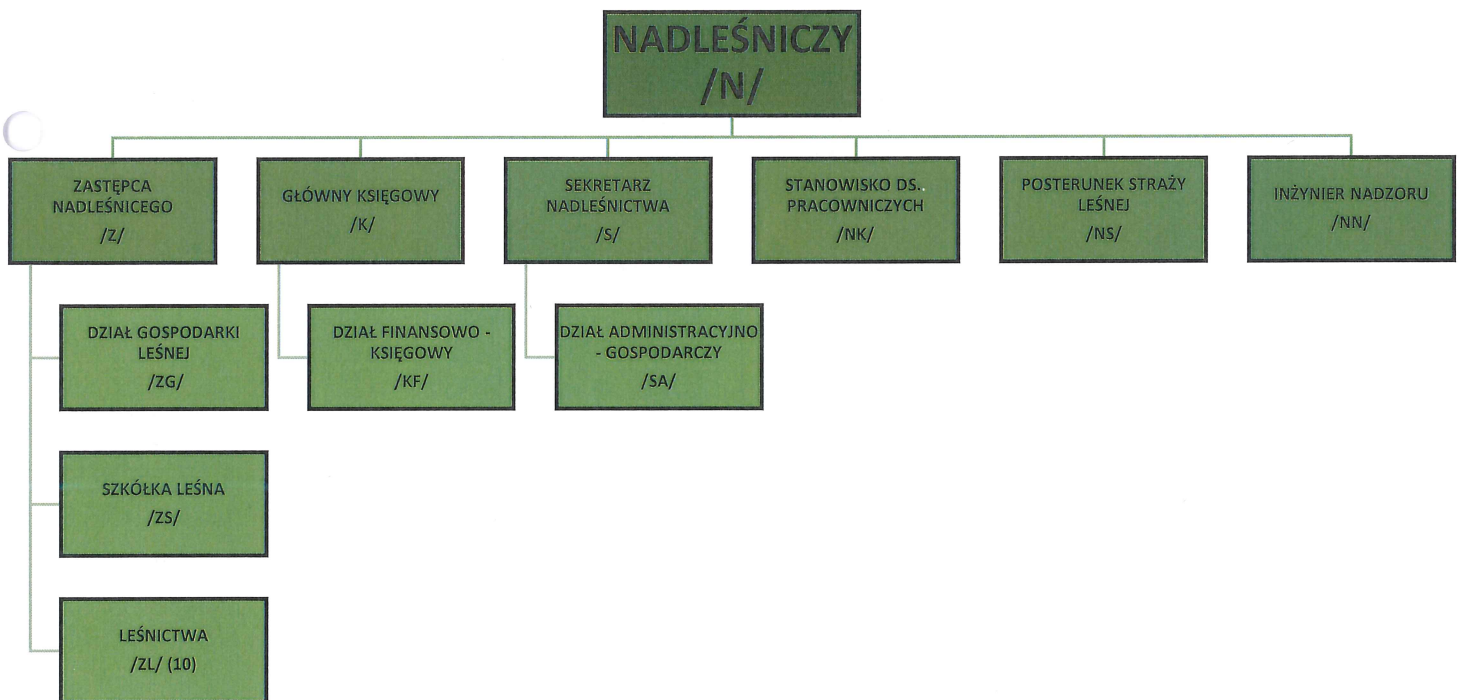 NADLEŚNICZY
/N/
ZASTĘPCA
NADLEŚNICEGO
/Z/
GŁÓWNY KSIĘGOWY
/K/
SEKRETARZ
NADLEŚNICTWA
/S/
STANOWISKO DS.
PRACOWNICZYCH
/NK/
POSTERUNEK STRAŻY
LEŚNEJ
/NS/
INŻYNIER NADZORU
/NN/
DZIAŁ GOSPODARKI
LEŚNEJ
/ZG/
DZIAŁ FINANSOWO -
KSIĘGOWY
/KF/
DZIAŁ ADMINISTRACYJNO
- GOSPODARCZY
/SA/
SZKÓŁKA LEŚNA
/ZS/
LEŚNICTWA
/ZL/ (10)